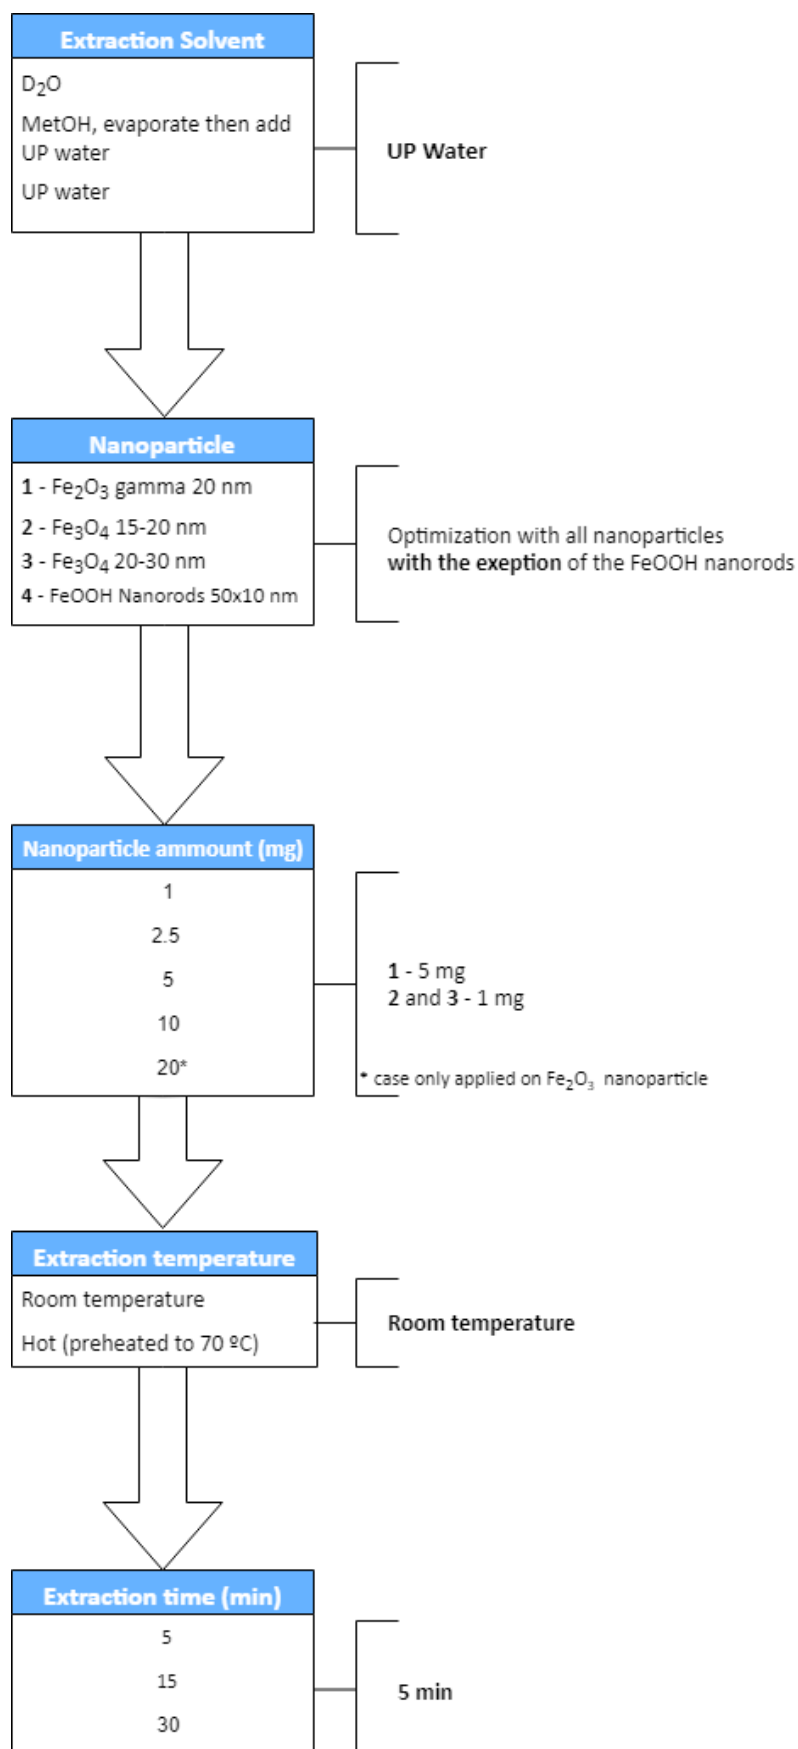 Extraction Solvent
D₂O
MetOH, evaporate then add
UP water
UP water
UP Water
Nanoparticle
1 - Fe₂O₃ gamma 20 nm
2 - Fe₃O₄ 15-20 nm
3 - Fe₃O₄ 20-30 nm
4 - FeOOH Nanorods 50x10 nm
Optimization with all nanoparticles
with the exeption of the FeOOH nanorods
Nanoparticle ammount (mg)
1
2.5
5
10
20*
1 - 5 mg
2 and 3 - 1 mg
* case only applied on Fe₂O₃ nanoparticle
Extraction temperature
Room temperature
Hot (preheated to 70 ºC)
Room temperature
Extraction time (min)
5
15
30
5 min